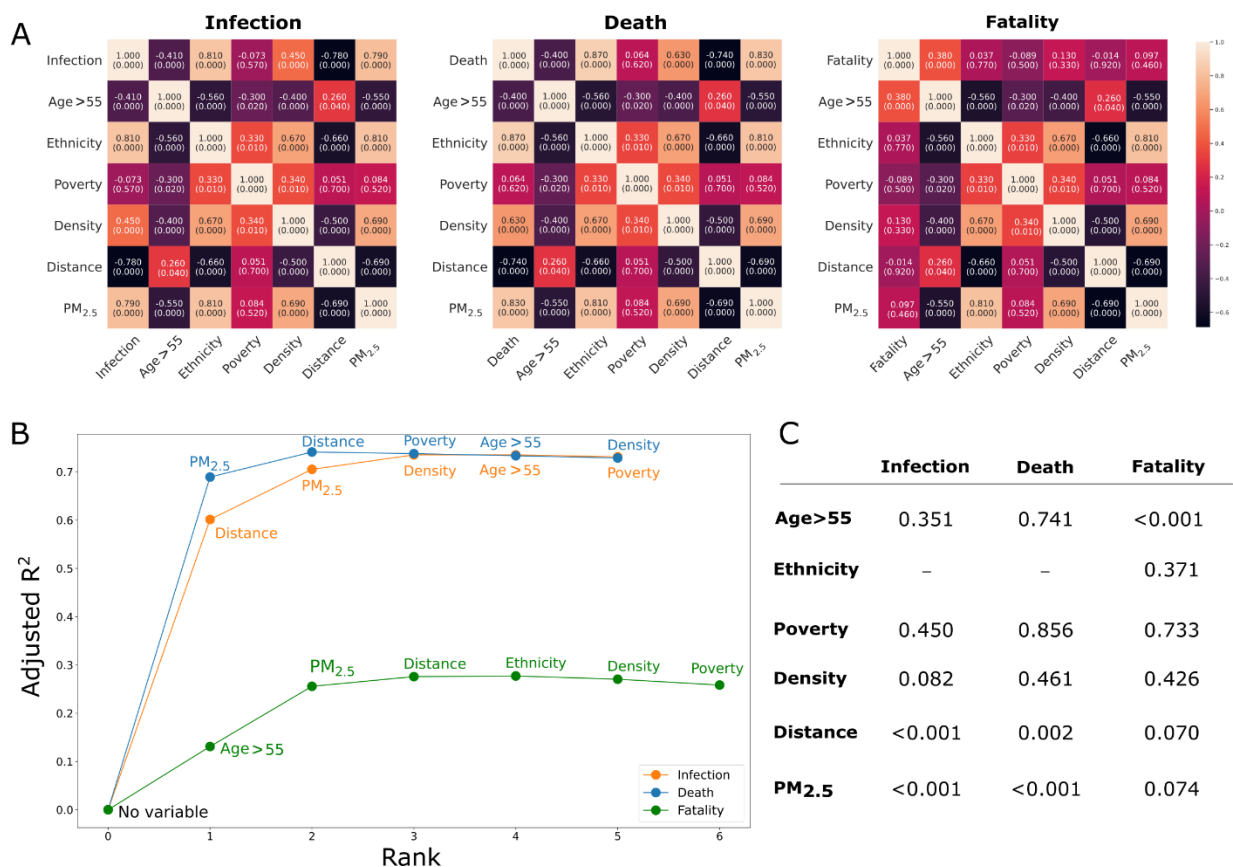 A
Infection
Death
Fatality
Infection 1.000 -0.410 0.810 -0.073 0.450 -0.780 0.790
(0.000) (0.000) (0.000) (0.570) (0.000) (0.000) (0.000)
Age>55 -0.410 1.000 -0.560 -0.300 -0.400 0.260 -0.550
(0.000) (0.000) (0.000) (0.020) (0.000) (0.040) (0.000)
Ethnicity 0.810 -0.560 1.000 0.330 0.670 -0.660 0.810
(0.000) (0.000) (0.000) (0.010) (0.000) (0.000) (0.000)
Poverty -0.073 -0.300 0.330 1.000 0.340 0.051 0.084
(0.570) (0.020) (0.010) (0.000) (0.010) (0.700) (0.520)
Density 0.450 -0.400 0.670 0.340 1.000 -0.500 0.690
(0.000) (0.000) (0.000) (0.010) (0.000) (0.000) (0.000)
Distance -0.780 0.260 -0.660 0.051 -0.500 1.000 -0.690
(0.000) (0.040) (0.000) (0.700) (0.000) (0.000) (0.000)
PM2.5 0.790 -0.550 0.810 0.084 0.690 -0.690 1.000
(0.000) (0.000) (0.000) (0.520) (0.000) (0.000) (0.000)
Infection Age>55 Ethnicity Poverty Density Distance PM2.5
Death 1.000 -0.400 0.870 0.064 0.630 -0.740 0.830
(0.000) (0.000) (0.000) (0.620) (0.000) (0.000) (0.000)
Age>55 -0.400 1.000 -0.560 -0.300 -0.400 0.260 -0.550
(0.000) (0.000) (0.000) (0.020) (0.000) (0.040) (0.000)
Ethnicity 0.870 -0.560 1.000 0.330 0.670 -0.660 0.810
(0.000) (0.000) (0.000) (0.010) (0.000) (0.000) (0.000)
Poverty 0.064 -0.300 0.330 1.000 0.340 0.051 0.084
(0.620) (0.020) (0.010) (0.000) (0.010) (0.700) (0.520)
Density 0.630 -0.400 0.670 0.340 1.000 -0.500 0.690
(0.000) (0.000) (0.000) (0.010) (0.000) (0.000) (0.000)
Distance -0.740 0.260 -0.660 0.051 -0.500 1.000 -0.690
(0.000) (0.040) (0.000) (0.700) (0.000) (0.000) (0.000)
PM2.5 0.830 -0.550 0.810 0.084 0.690 -0.690 1.000
(0.000) (0.000) (0.000) (0.520) (0.000) (0.000) (0.000)
Death Age>55 Ethnicity Poverty Density Distance PM2.5
Fatality 1.000 0.380 0.037 -0.089 0.130 -0.014 0.097
(0.000) (0.000) (0.770) (0.500) (0.330) (0.920) (0.460)
Age>55 0.380 1.000 -0.560 -0.300 -0.400 0.260 -0.550
(0.000) (0.000) (0.000) (0.020) (0.000) (0.040) (0.000)
Ethnicity 0.037 -0.560 1.000 0.330 0.670 -0.660 0.810
(0.770) (0.000) (0.000) (0.010) (0.000) (0.000) (0.000)
Poverty -0.089 -0.300 0.330 1.000 0.340 0.051 0.084
(0.500) (0.020) (0.010) (0.000) (0.010) (0.700) (0.520)
Density 0.130 -0.400 0.670 0.340 1.000 -0.500 0.690
(0.330) (0.000) (0.000) (0.010) (0.000) (0.000) (0.000)
Distance -0.014 0.260 -0.660 0.051 -0.500 1.000 -0.690
(0.920) (0.040) (0.000) (0.700) (0.000) (0.000) (0.000)
PM2.5 0.097 -0.550 0.810 0.084 0.690 -0.690 1.000
(0.460) (0.000) (0.000) (0.520) (0.000) (0.000) (0.000)
Fatality Age>55 Ethnicity Poverty Density Distance PM2.5
1.0
0.8
0.6
0.4
0.2
0.0
−0.2
−0.4
−0.6
B
Adjusted R²
0.7
0.6
0.5
0.4
0.3
0.2
0.1
0.0
PM2.5 Distance Poverty Age>55 Density
Distance PM2.5 Density Age>55 Poverty
Age>55 PM2.5 Distance Ethnicity Density Poverty
No variable
Infection
Death
Fatality
0 1 2 3 4 5 6
Rank
C
Infection Death Fatality
Age>55 0.351 0.741 <0.001
Ethnicity – – 0.371
Poverty 0.450 0.856 0.733
Density 0.082 0.461 0.426
Distance <0.001 0.002 0.070
PM2.5 <0.001 <0.001 0.074